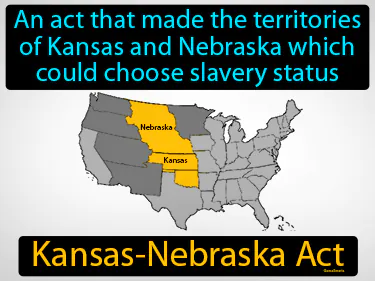 An act that made the territories
of Kansas and Nebraska which
could choose slavery status
Nebraska
Kansas
Kansas-Nebraska Act